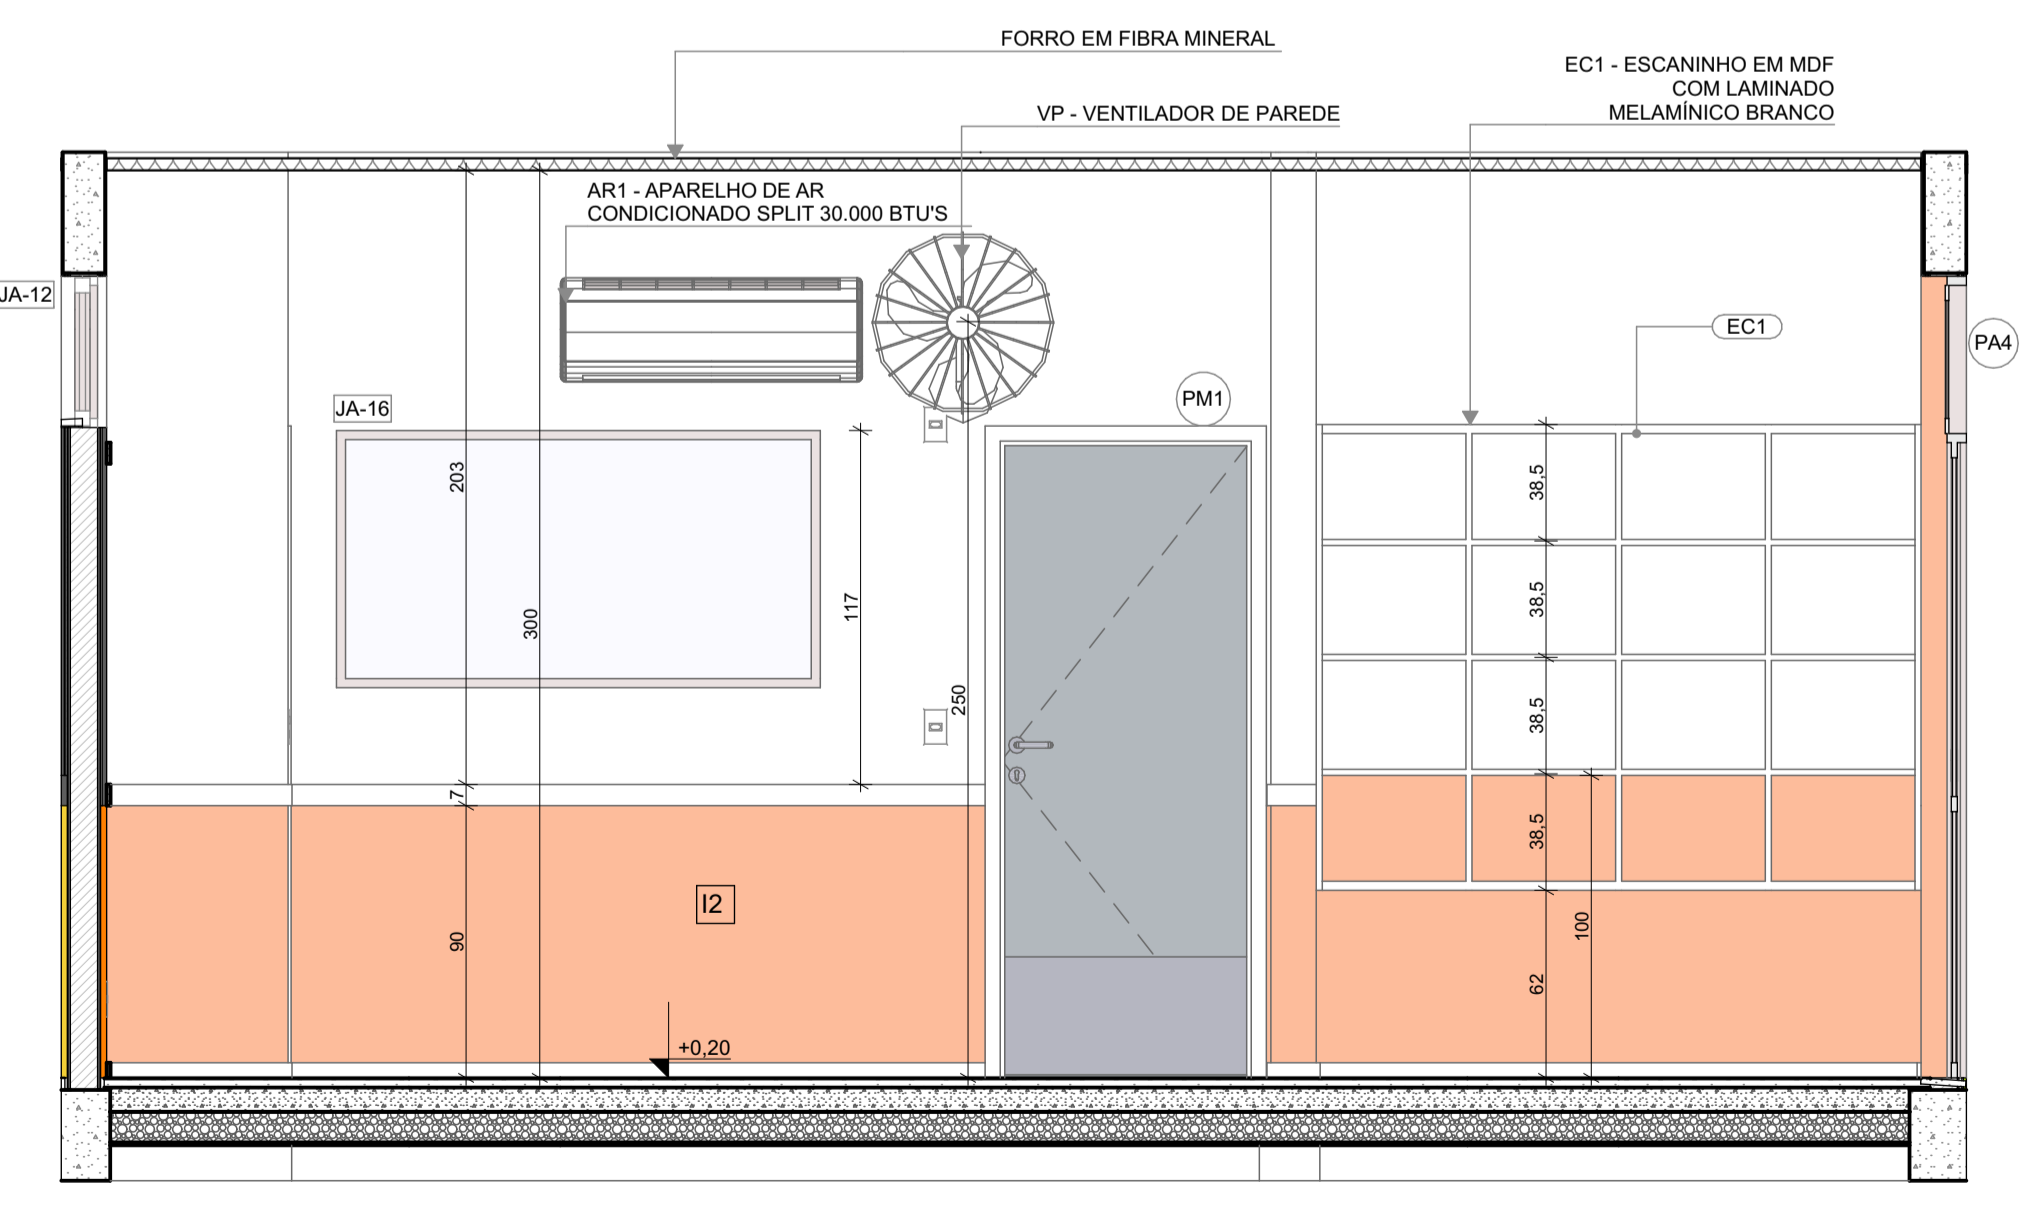 FORRO EM FIBRA MINERAL
EC1 - ESCANINHO EM MDF
COM LAMINADO
MELAMÍNICO BRANCO
VP - VENTILADOR DE PAREDE
AR1 - APARELHO DE AR
CONDICIONADO SPLIT 30.000 BTU'S
JA-12
EC1
PA4
PM1
JA-16
203
300
117
250
7
90
38,5
38,5
38,5
38,5
100
62
I2
+0,20